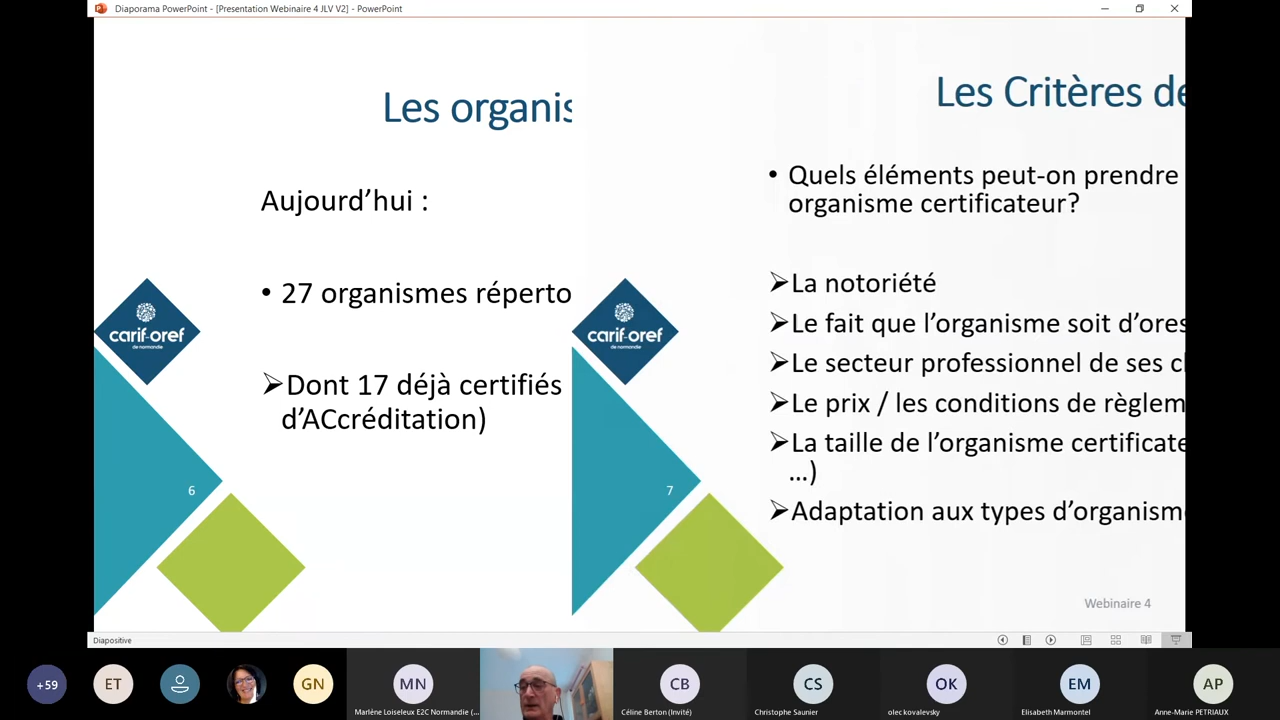 Diaporama PowerPoint - [Presentation Webinaire 4 JLV V2] - PowerPoint
Les organis
Aujourd’hui :
• 27 organismes réperto
➢Dont 17 déjà certifiés
d’ACcréditation)
carif-oref
de normandie
6
Les Critères de
• Quels éléments peut-on prendre
organisme certificateur?
➢La notoriété
➢Le fait que l’organisme soit d’ores
➢Le secteur professionnel de ses cl
➢Le prix / les conditions de règlem
➢La taille de l’organisme certificate
...)
➢Adaptation aux types d’organism
carif-oref
de normandie
7
Webinaire 4
Diapositive
+59
ET
GN
MN
Marlène Loiseleux E2C Normandie (...
CB
Céline Berton (Invité)
CS
Christophe Saunier
OK
olec kovalevsky
EM
Elisabeth Marmontel
AP
Anne-Marie PETRIAUX